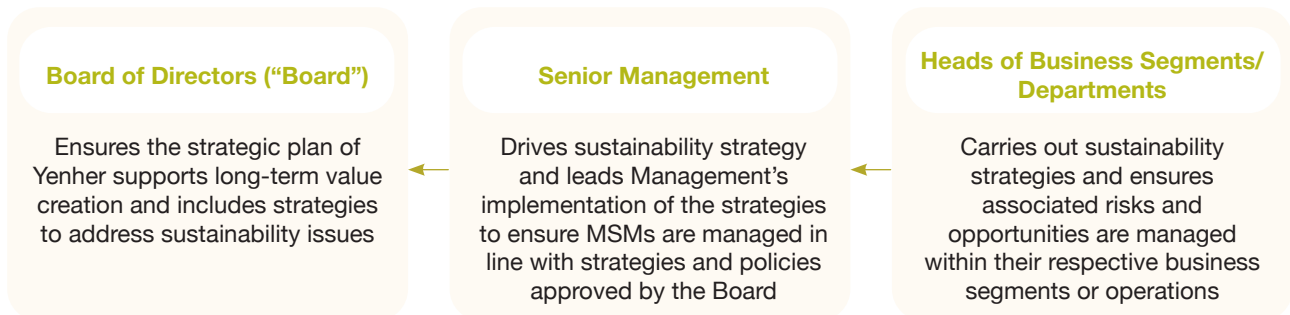 Board of Directors (“Board”)
Ensures the strategic plan of
Yenher supports long-term value
creation and includes strategies
to address sustainability issues
Senior Management
Drives sustainability strategy
and leads Management’s
implementation of the strategies
to ensure MSMs are managed in
line with strategies and policies
approved by the Board
Heads of Business Segments/
Departments
Carries out sustainability
strategies and ensures
associated risks and
opportunities are managed
within their respective business
segments or operations